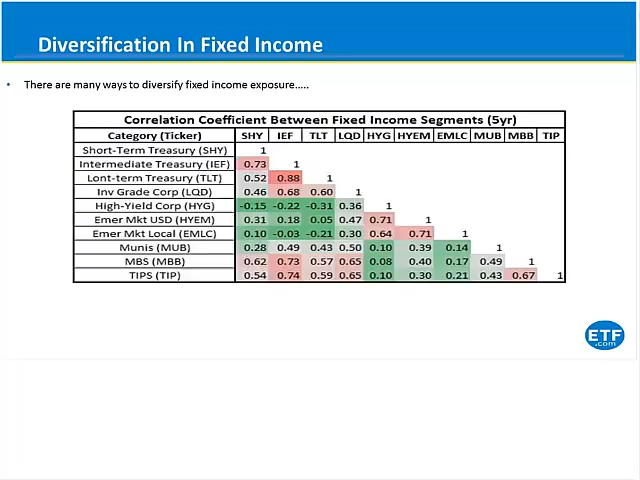 Diversification In Fixed Income
• There are many ways to diversify fixed income exposure.....
Correlation Coefficient Between Fixed Income Segments (5yr)
Category (Ticker) SHY IEF TLT LQD HYG HYEM EMLC MUB MBB TIP
Short-Term Treasury (SHY) 1
Intermediate Treasury (IEF) 0.73 1
Lont-term Treasury (TLT) 0.52 0.88 1
Inv Grade Corp (LQD) 0.46 0.68 0.60 1
High-Yield Corp (HYG) -0.15 -0.22 -0.31 0.36 1
Emer Mkt USD (HYEM) 0.31 0.18 0.05 0.47 0.71 1
Emer Mkt Local (EMLC) 0.10 -0.03 -0.21 0.30 0.64 0.71 1
Munis (MUB) 0.28 0.49 0.43 0.50 0.10 0.39 0.14 1
MBS (MBB) 0.62 0.73 0.57 0.65 0.08 0.40 0.17 0.49 1
TIPS (TIP) 0.54 0.74 0.59 0.65 0.10 0.30 0.21 0.43 0.67 1
ETF
.com